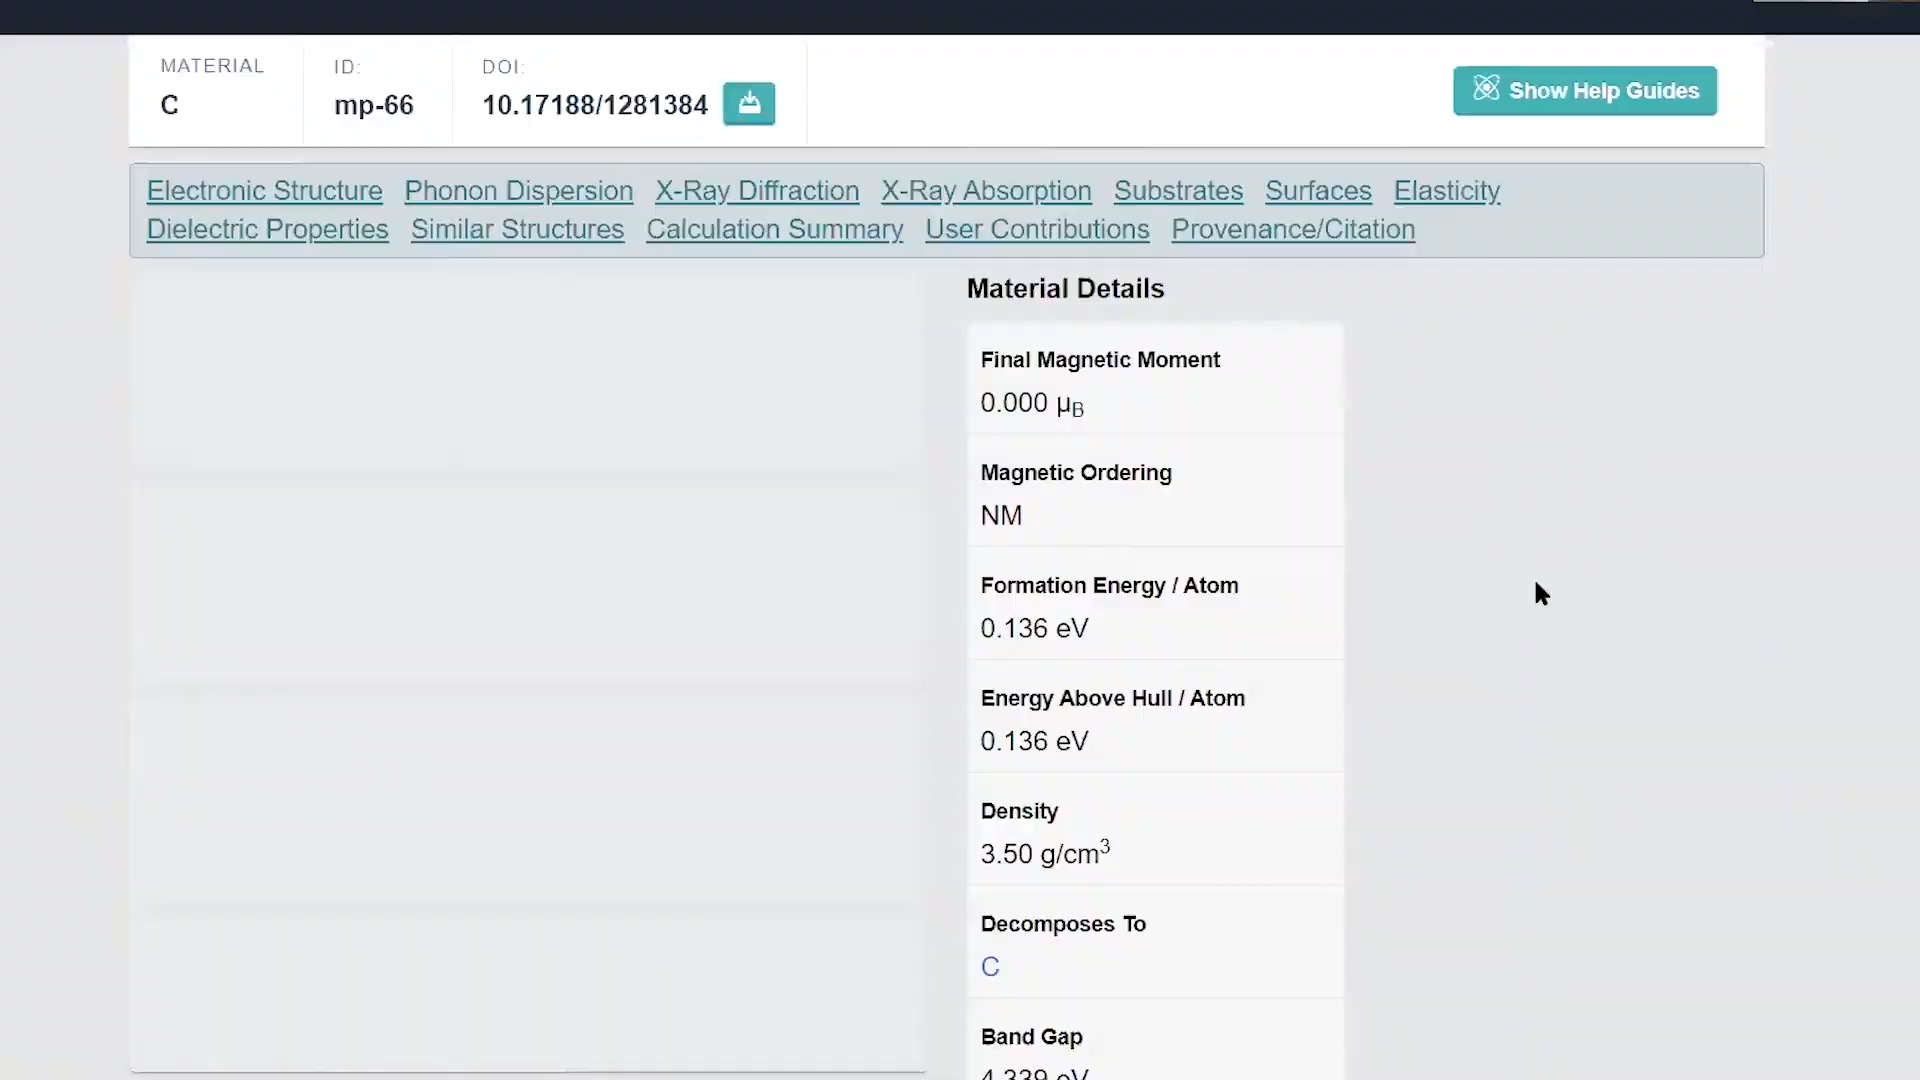 MATERIAL
C
ID:
mp-66
DOI:
10.17188/1281384
Show Help Guides
Electronic Structure Phonon Dispersion X-Ray Diffraction X-Ray Absorption Substrates Surfaces Elasticity
Dielectric Properties Similar Structures Calculation Summary User Contributions Provenance/Citation
Material Details
Final Magnetic Moment
0.000 μB
Magnetic Ordering
NM
Formation Energy / Atom
0.136 eV
Energy Above Hull / Atom
0.136 eV
Density
3.50 g/cm³
Decomposes To
C
Band Gap
4.339 eV